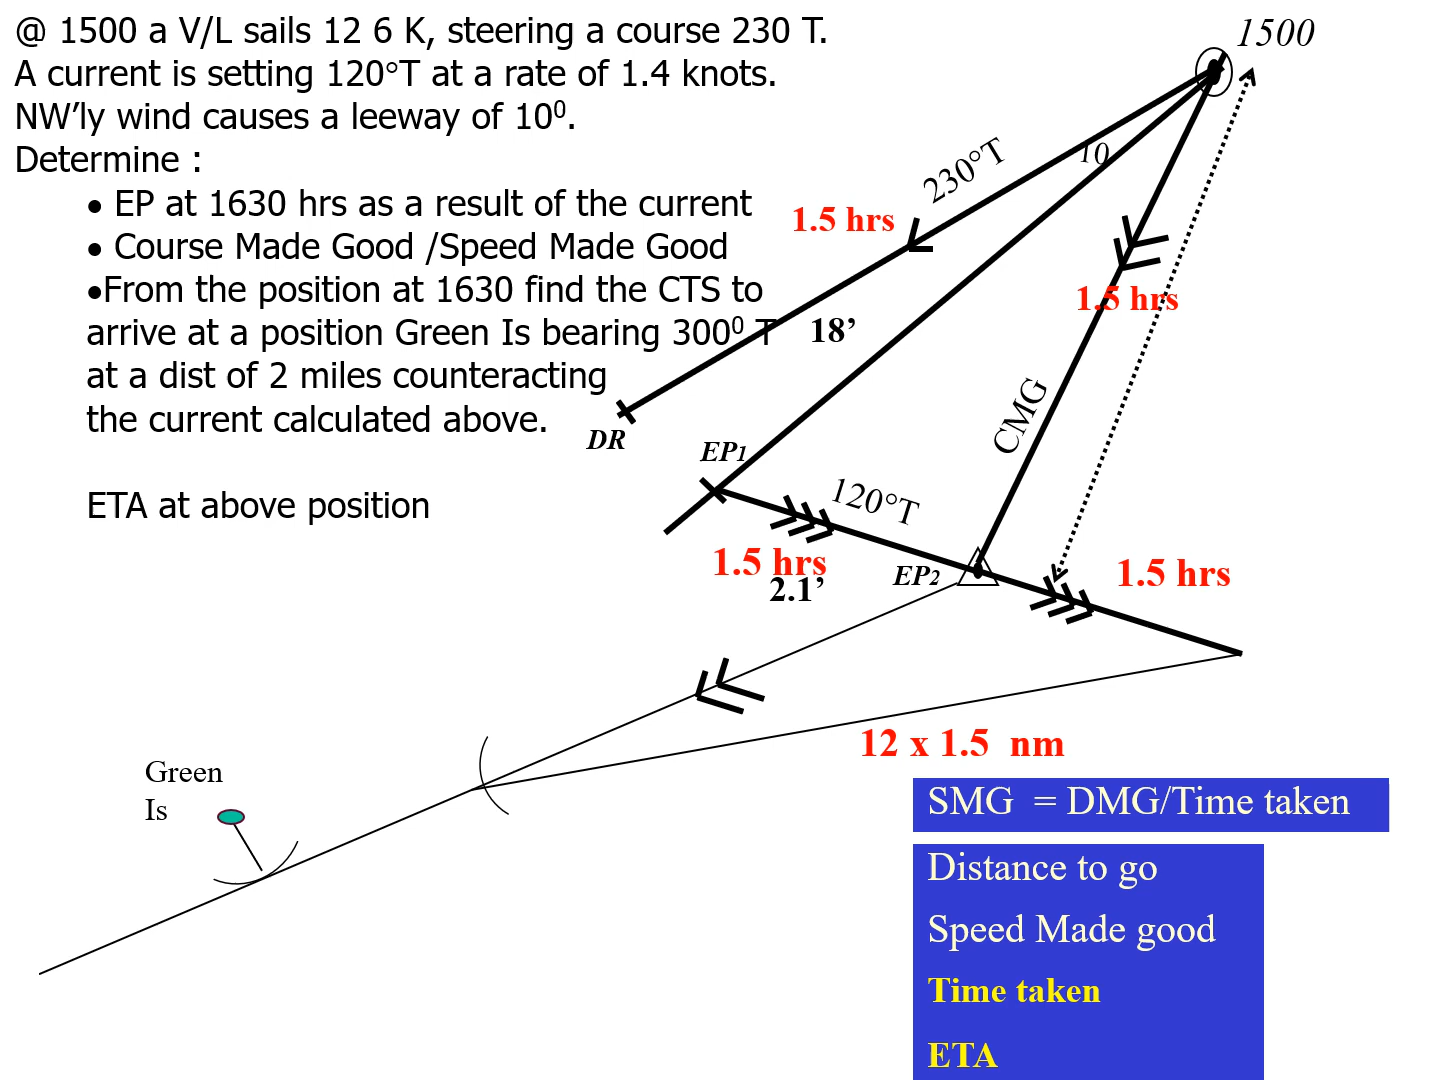 @ 1500 a V/L sails 12 6 K, steering a course 230 T.
A current is setting 120°T at a rate of 1.4 knots.
NW’ly wind causes a leeway of 10⁰.
Determine :
• EP at 1630 hrs as a result of the current
• Course Made Good /Speed Made Good
•From the position at 1630 find the CTS to
arrive at a position Green Is bearing 300⁰ T
at a dist of 2 miles counteracting
the current calculated above.
ETA at above position
1500
230°T
10
1.5 hrs
1.5 hrs
18’
CMG
DR
EP1
120°T
1.5 hrs
2.1’
EP2
1.5 hrs
12 x 1.5 nm
Green
Is
SMG = DMG/Time taken
Distance to go
Speed Made good
Time taken
ETA